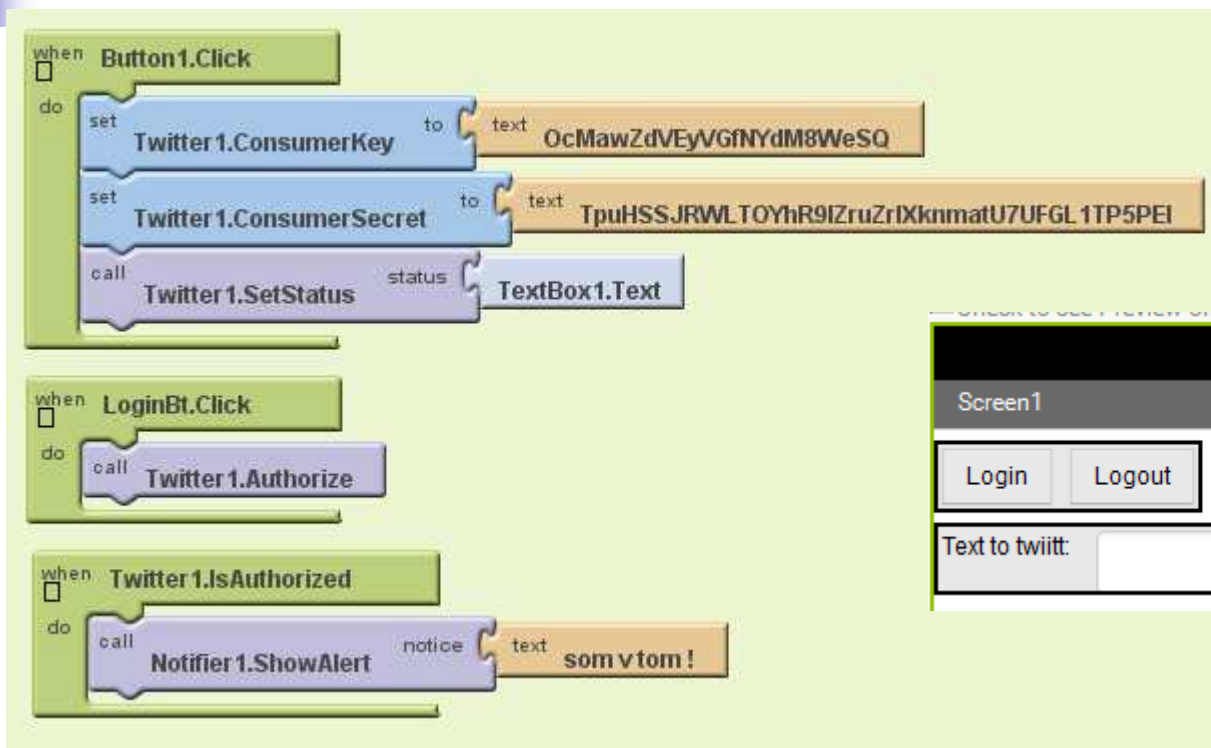 when Button1.Click
do
set Twitter1.ConsumerKey to text OcMawZdVEyVGfNYdM8WeSQ
set Twitter1.ConsumerSecret to text
call Twitter1.SetStatus status TextBox1.Text
when LoginBt.Click
do
call Twitter1.Authorize
when Twitter1.IsAuthorized
do
call Notifier1.ShowAlert notice text som v tom !
Screen1
Login Logout
Text to twiitt: